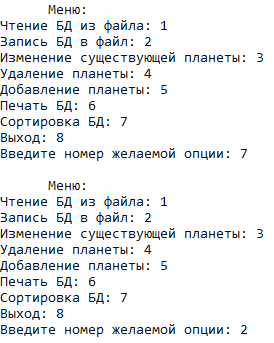 Меню:
Чтение БД из файла: 1
Запись БД в файл: 2
Изменение существующей планеты: 3
Удаление планеты: 4
Добавление планеты: 5
Печать БД: 6
Сортировка БД: 7
Выход: 8
Введите номер желаемой опции: 7
Меню:
Чтение БД из файла: 1
Запись БД в файл: 2
Изменение существующей планеты: 3
Удаление планеты: 4
Добавление планеты: 5
Печать БД: 6
Сортировка БД: 7
Выход: 8
Введите номер желаемой опции: 2